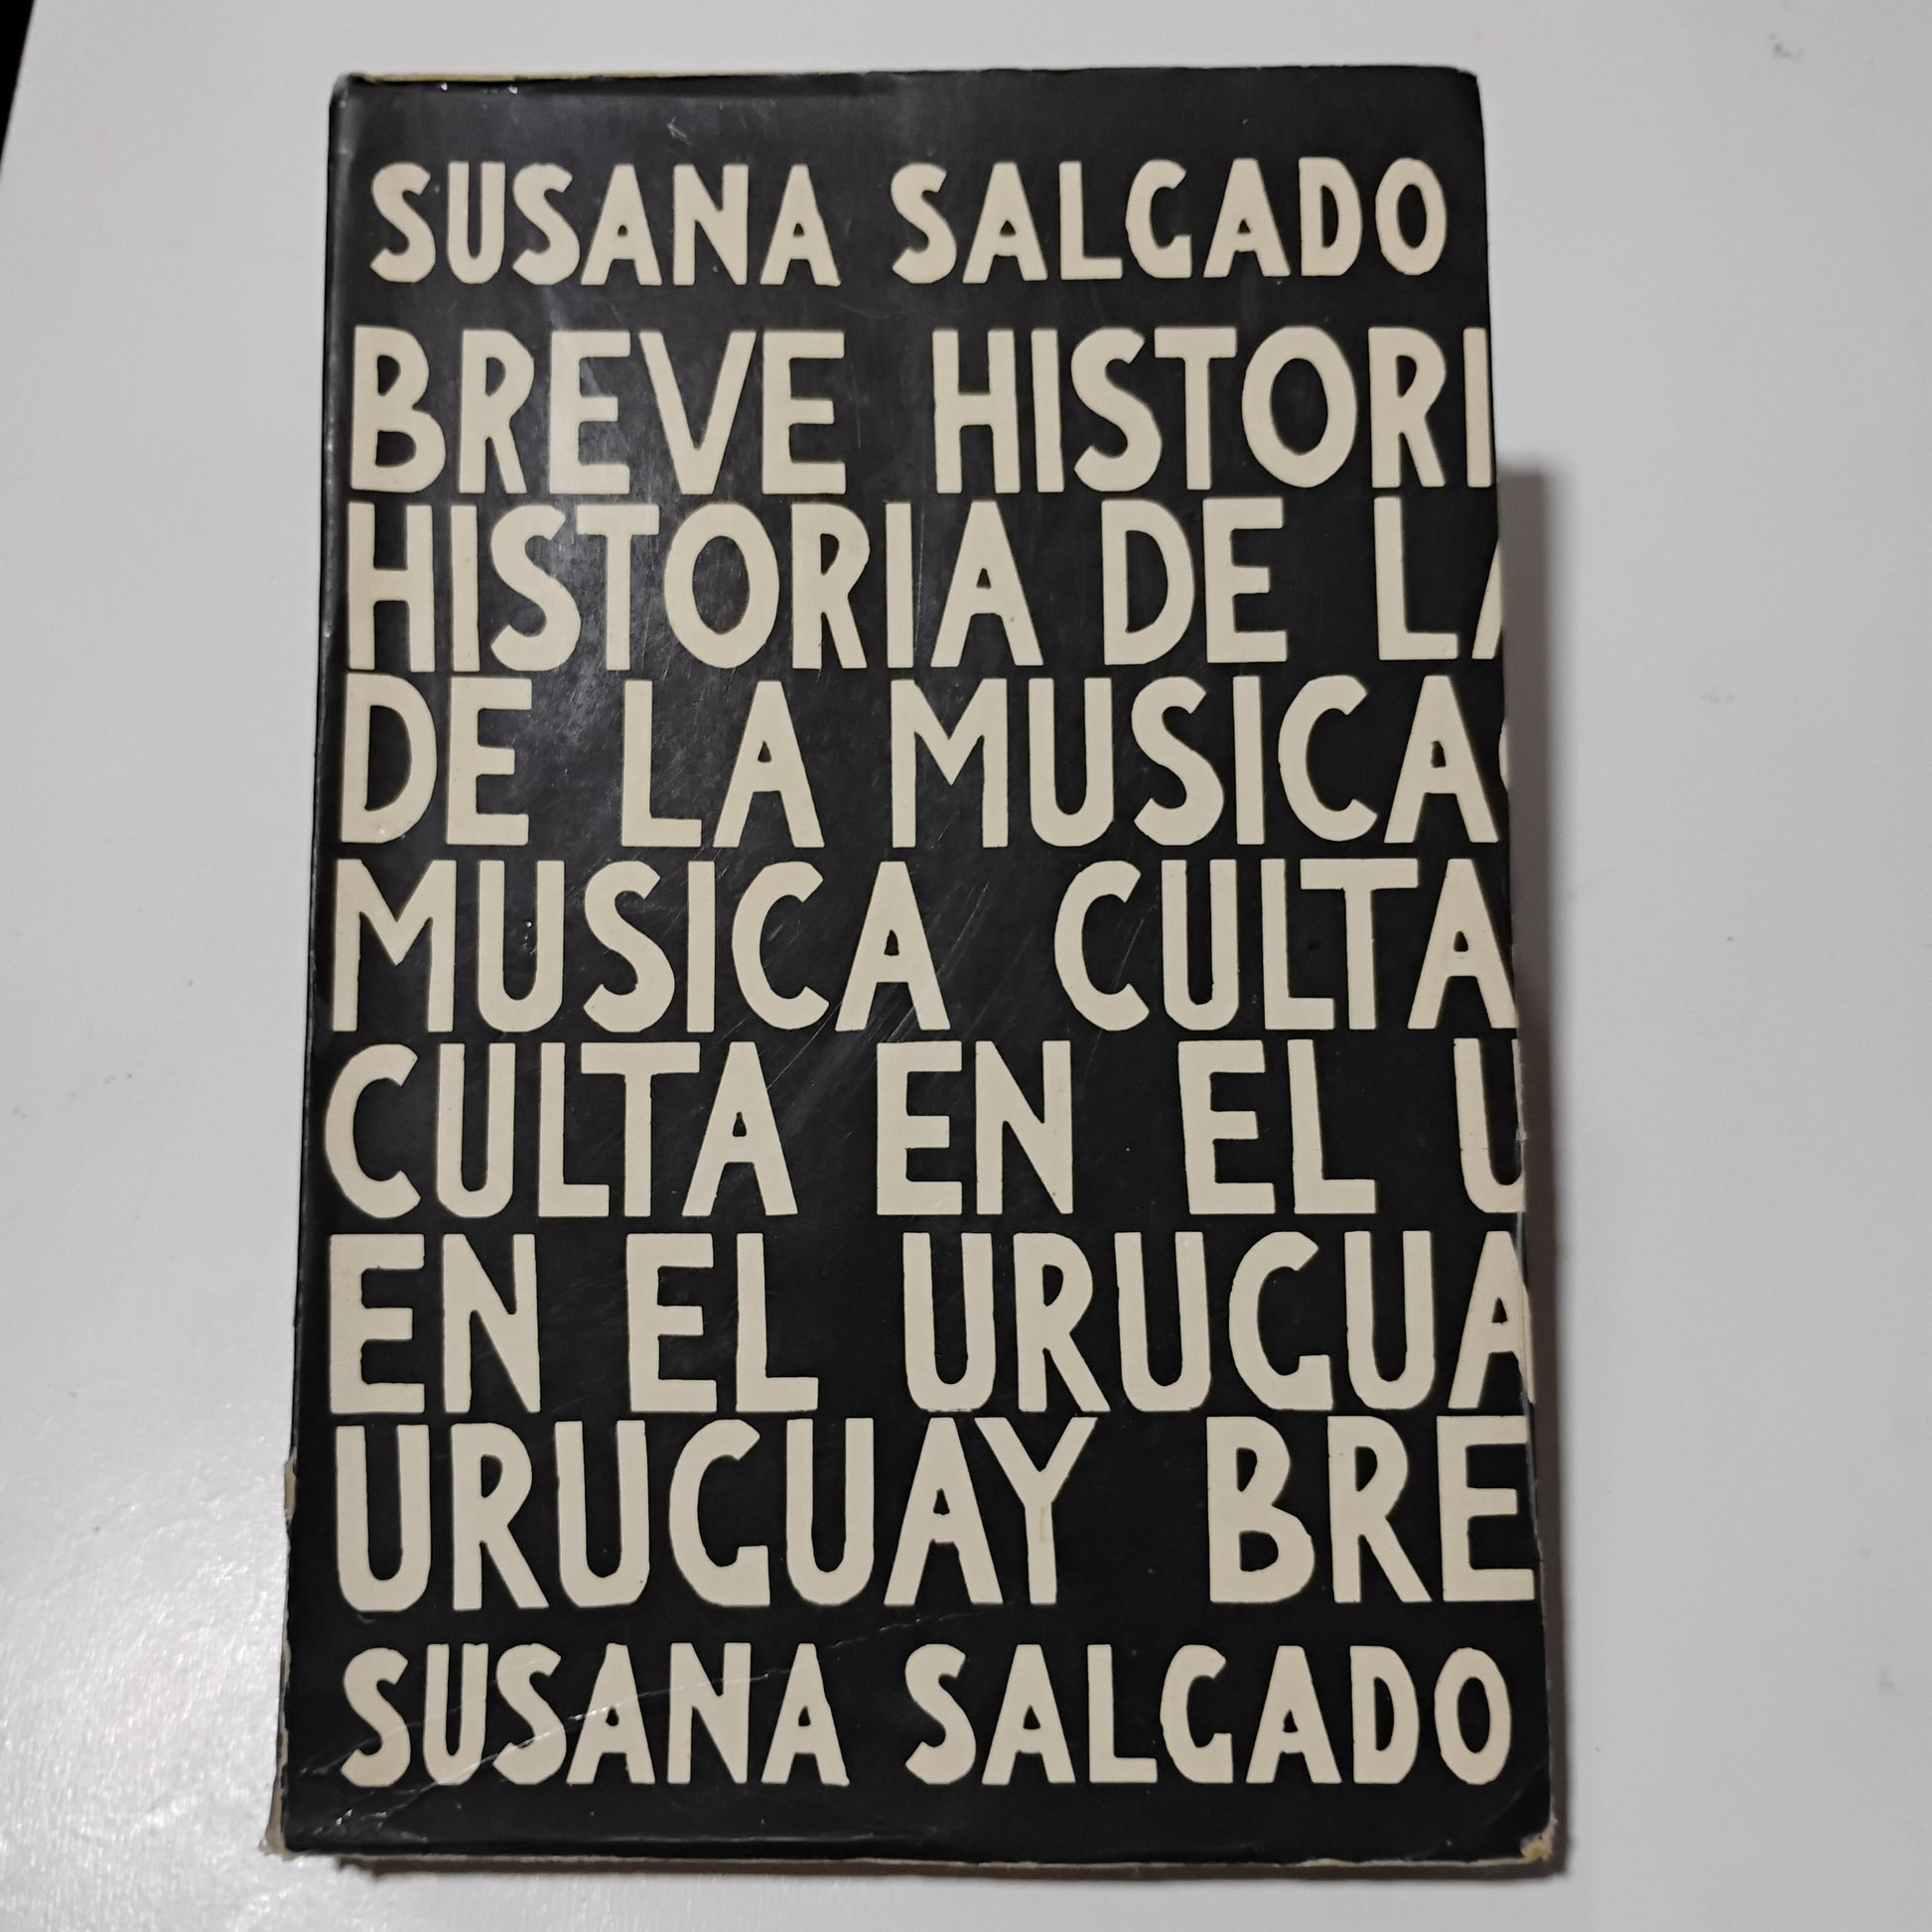 SUSANA SALGADO
BREVE HISTORI
HISTORIA DE LA
DE LA MUSICA
MUSICA CULTA
CULTA EN EL U
EN EL URUGUA
URUGUAY BRE
SUSANA SALGADO